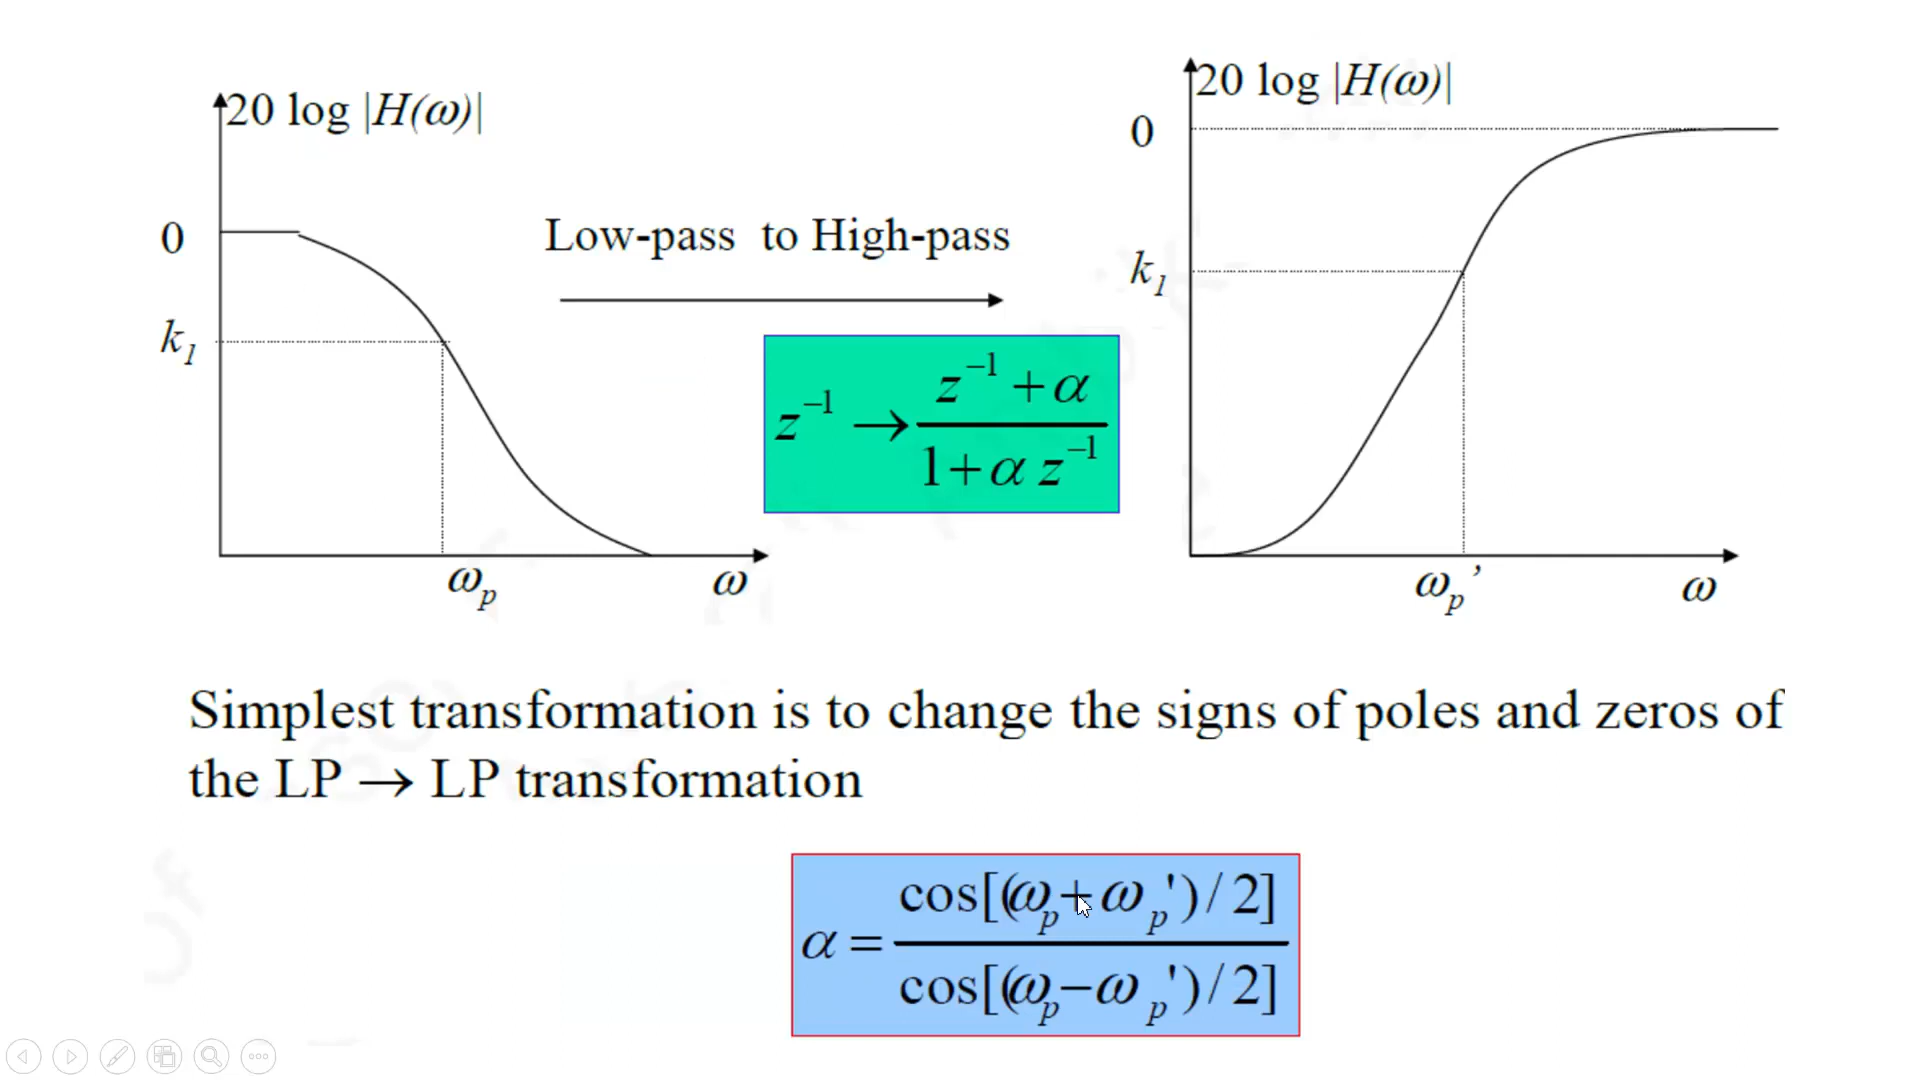 20 log |H(ω)|
0
k₁
ωₚ
ω
Low-pass to High-pass
z⁻¹ → (z⁻¹ + α) / (1 + α z⁻¹)
20 log |H(ω)|
0
k₁
ωₚ’
ω
Simplest transformation is to change the signs of poles and zeros of
the LP → LP transformation
α = cos[(ωₚ+ωₚ')/2] / cos[(ωₚ−ωₚ')/2]